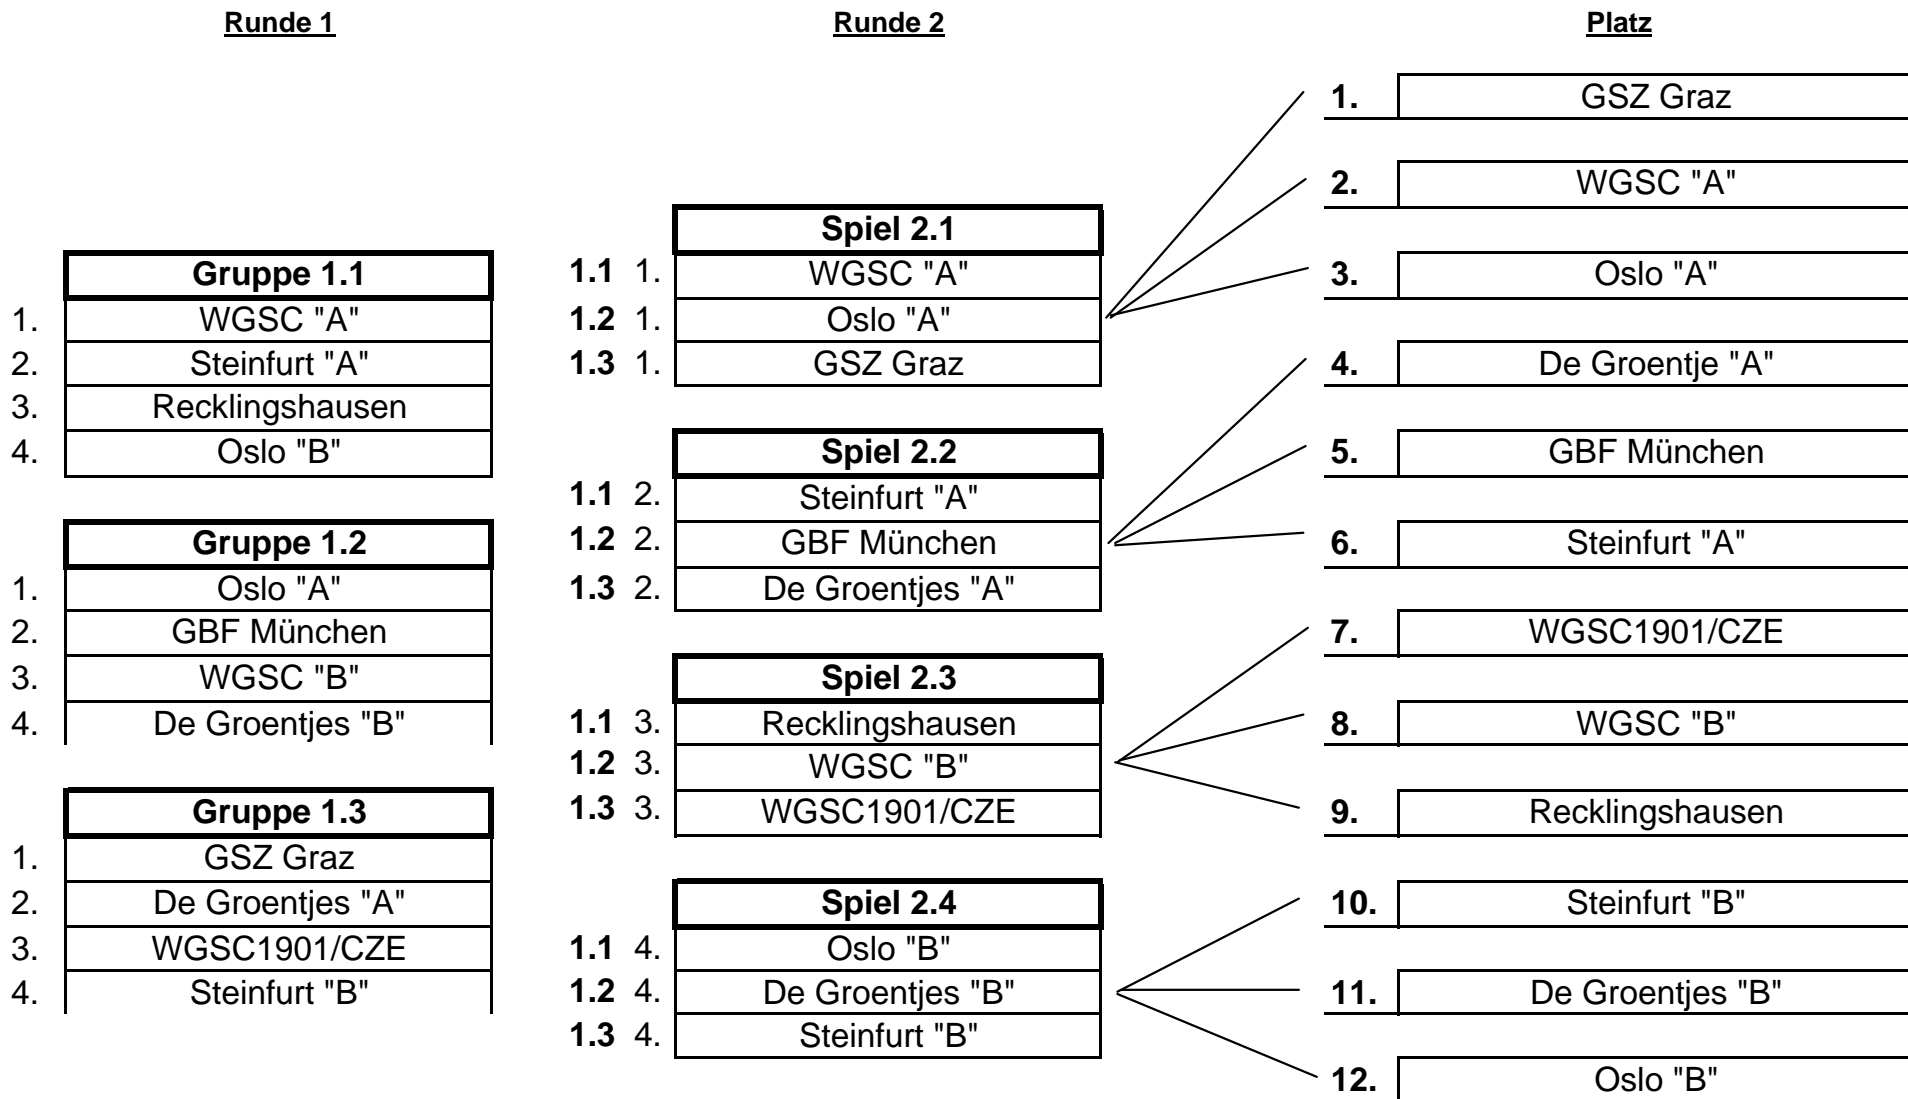 Runde 1
Gruppe 1.1
1. WGSC "A"
2. Steinfurt "A"
3. Recklingshausen
4. Oslo "B"
Gruppe 1.2
1. Oslo "A"
2. GBF München
3. WGSC "B"
4. De Groentjes "B"
Gruppe 1.3
1. GSZ Graz
2. De Groentjes "A"
3. WGSC1901/CZE
4. Steinfurt "B"
Runde 2
Spiel 2.1
1.1 1. WGSC "A"
1.2 1. Oslo "A"
1.3 1. GSZ Graz
Spiel 2.2
1.1 2. Steinfurt "A"
1.2 2. GBF München
1.3 2. De Groentjes "A"
Spiel 2.3
1.1 3. Recklingshausen
1.2 3. WGSC "B"
1.3 3. WGSC1901/CZE
Spiel 2.4
1.1 4. Oslo "B"
1.2 4. De Groentjes "B"
1.3 4. Steinfurt "B"
Platz
1. GSZ Graz
2. WGSC "A"
3. Oslo "A"
4. De Groentje "A"
5. GBF München
6. Steinfurt "A"
7. WGSC1901/CZE
8. WGSC "B"
9. Recklingshausen
10. Steinfurt "B"
11. De Groentjes "B"
12. Oslo "B"